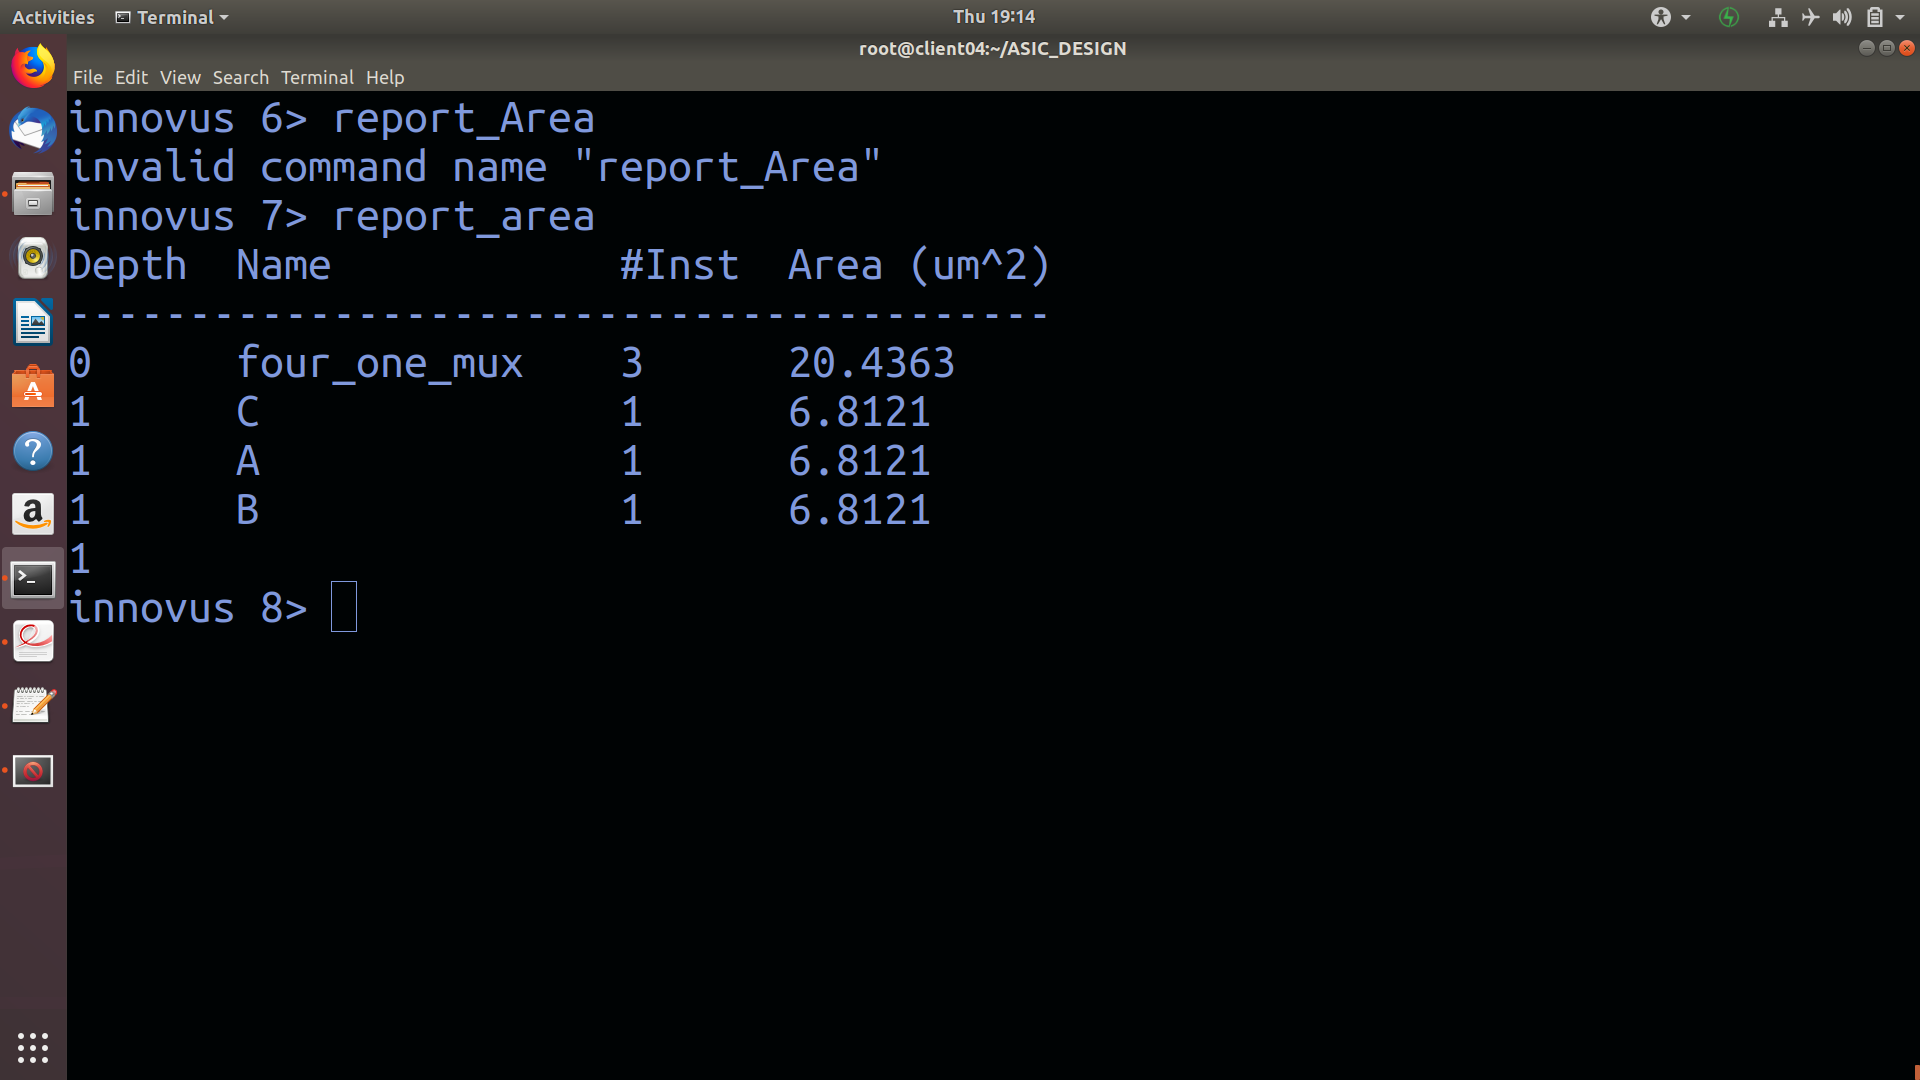 Activities Terminal Thu 19:14
root@client04:~/ASIC_DESIGN
File Edit View Search Terminal Help
innovus 6> report_Area
invalid command name "report_Area"
innovus 7> report_area
Depth Name #Inst Area (um^2)
-----------------------------------------
0 four_one_mux 3 20.4363
1 C 1 6.8121
1 A 1 6.8121
1 B 1 6.8121
1
innovus 8>